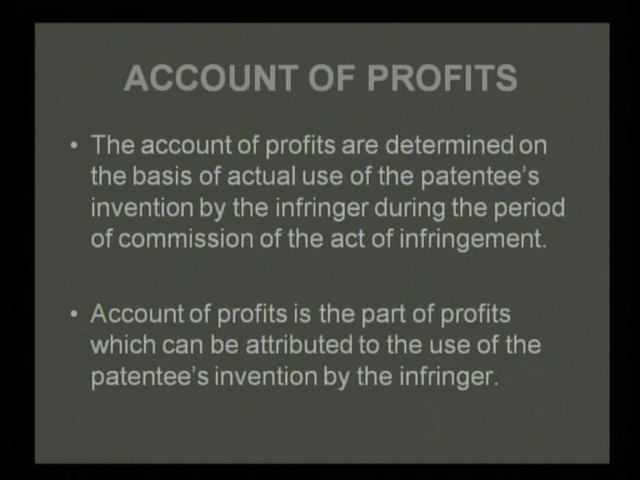 ACCOUNT OF PROFITS
• The account of profits are determined on
the basis of actual use of the patentee's
invention by the infringer during the period
of commission of the act of infringement.
• Account of profits is the part of profits
which can be attributed to the use of the
patentee's invention by the infringer.